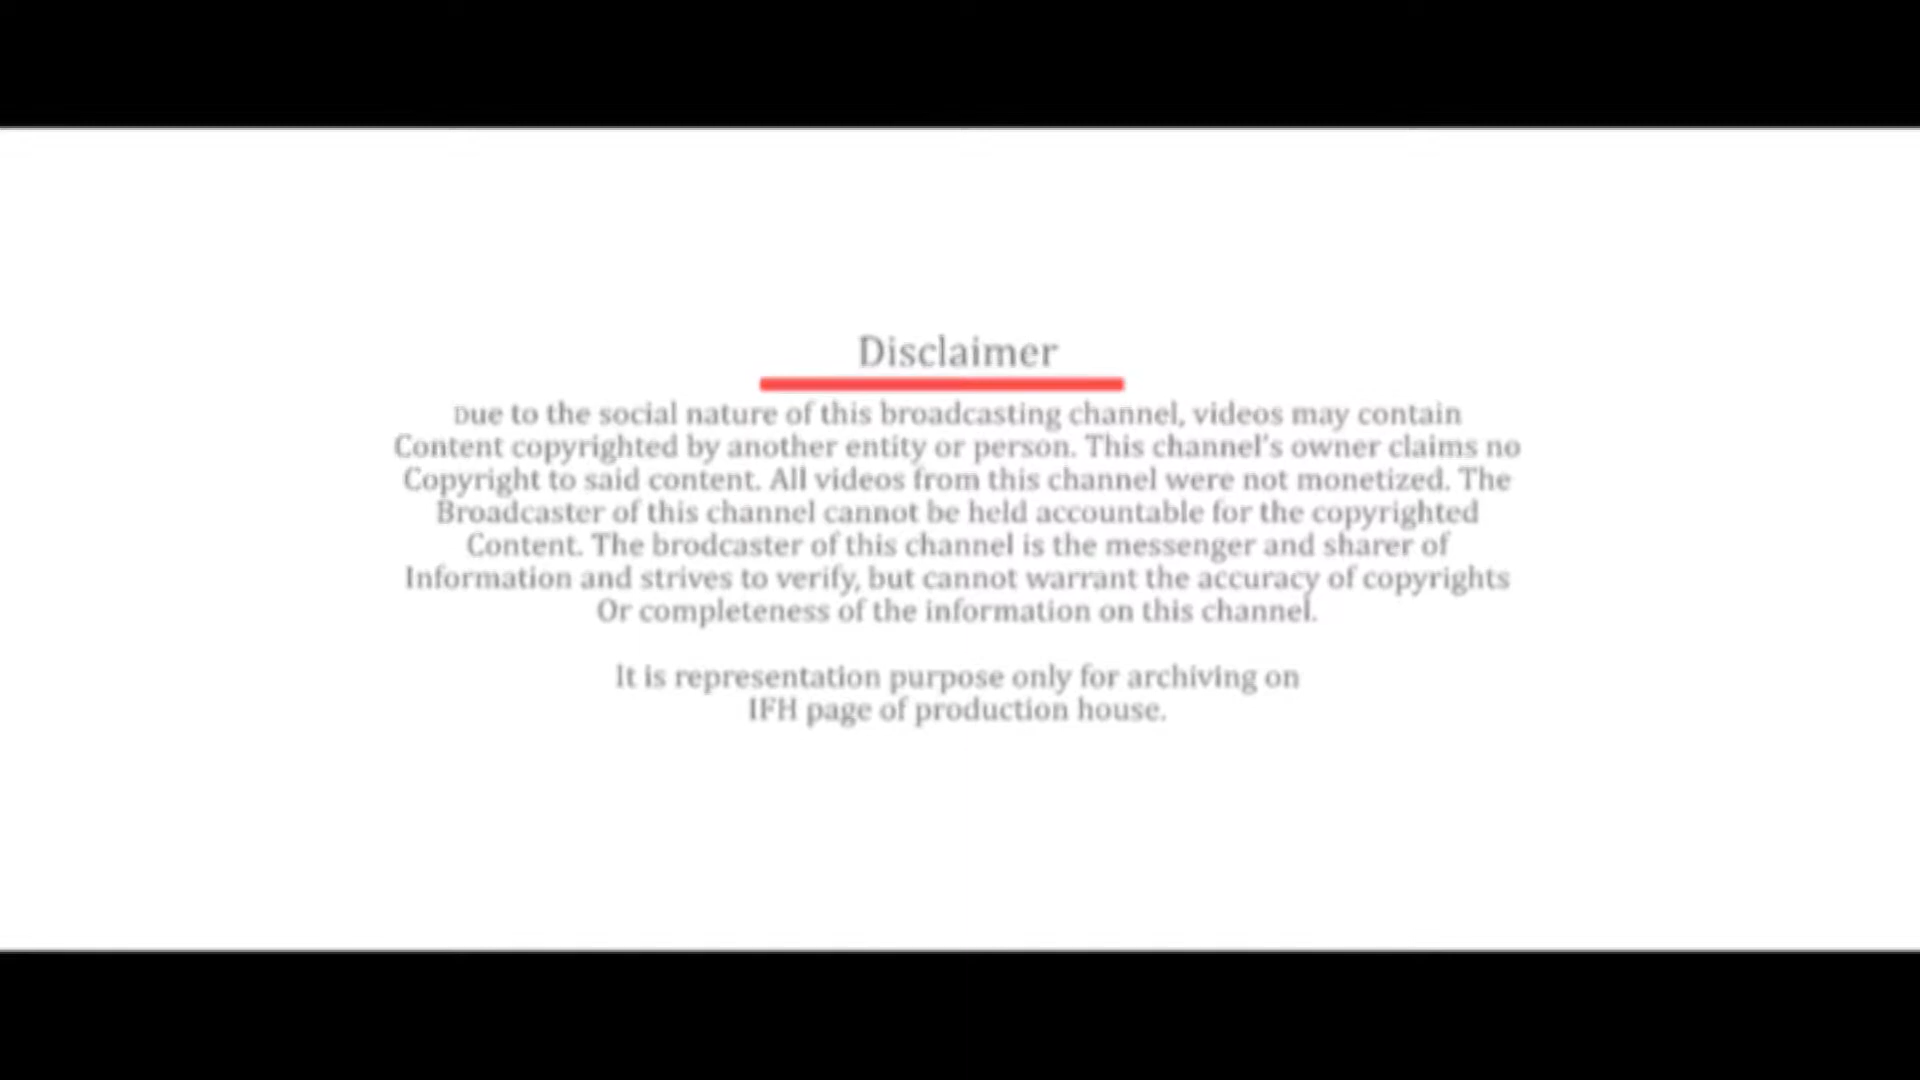 Disclaimer
Due to the social nature of this broadcasting channel, videos may contain
Content copyrighted by another entity or person. This channel's owner claims no
Copyright to said content. All videos from this channel were not monetized. The
Broadcaster of this channel cannot be held accountable for the copyrighted
Content. The brodcaster of this channel is the messenger and sharer of
Information and strives to verify, but cannot warrant the accuracy of copyrights
Or completeness of the information on this channel.
It is representation purpose only for archiving on
IFH page of production house.